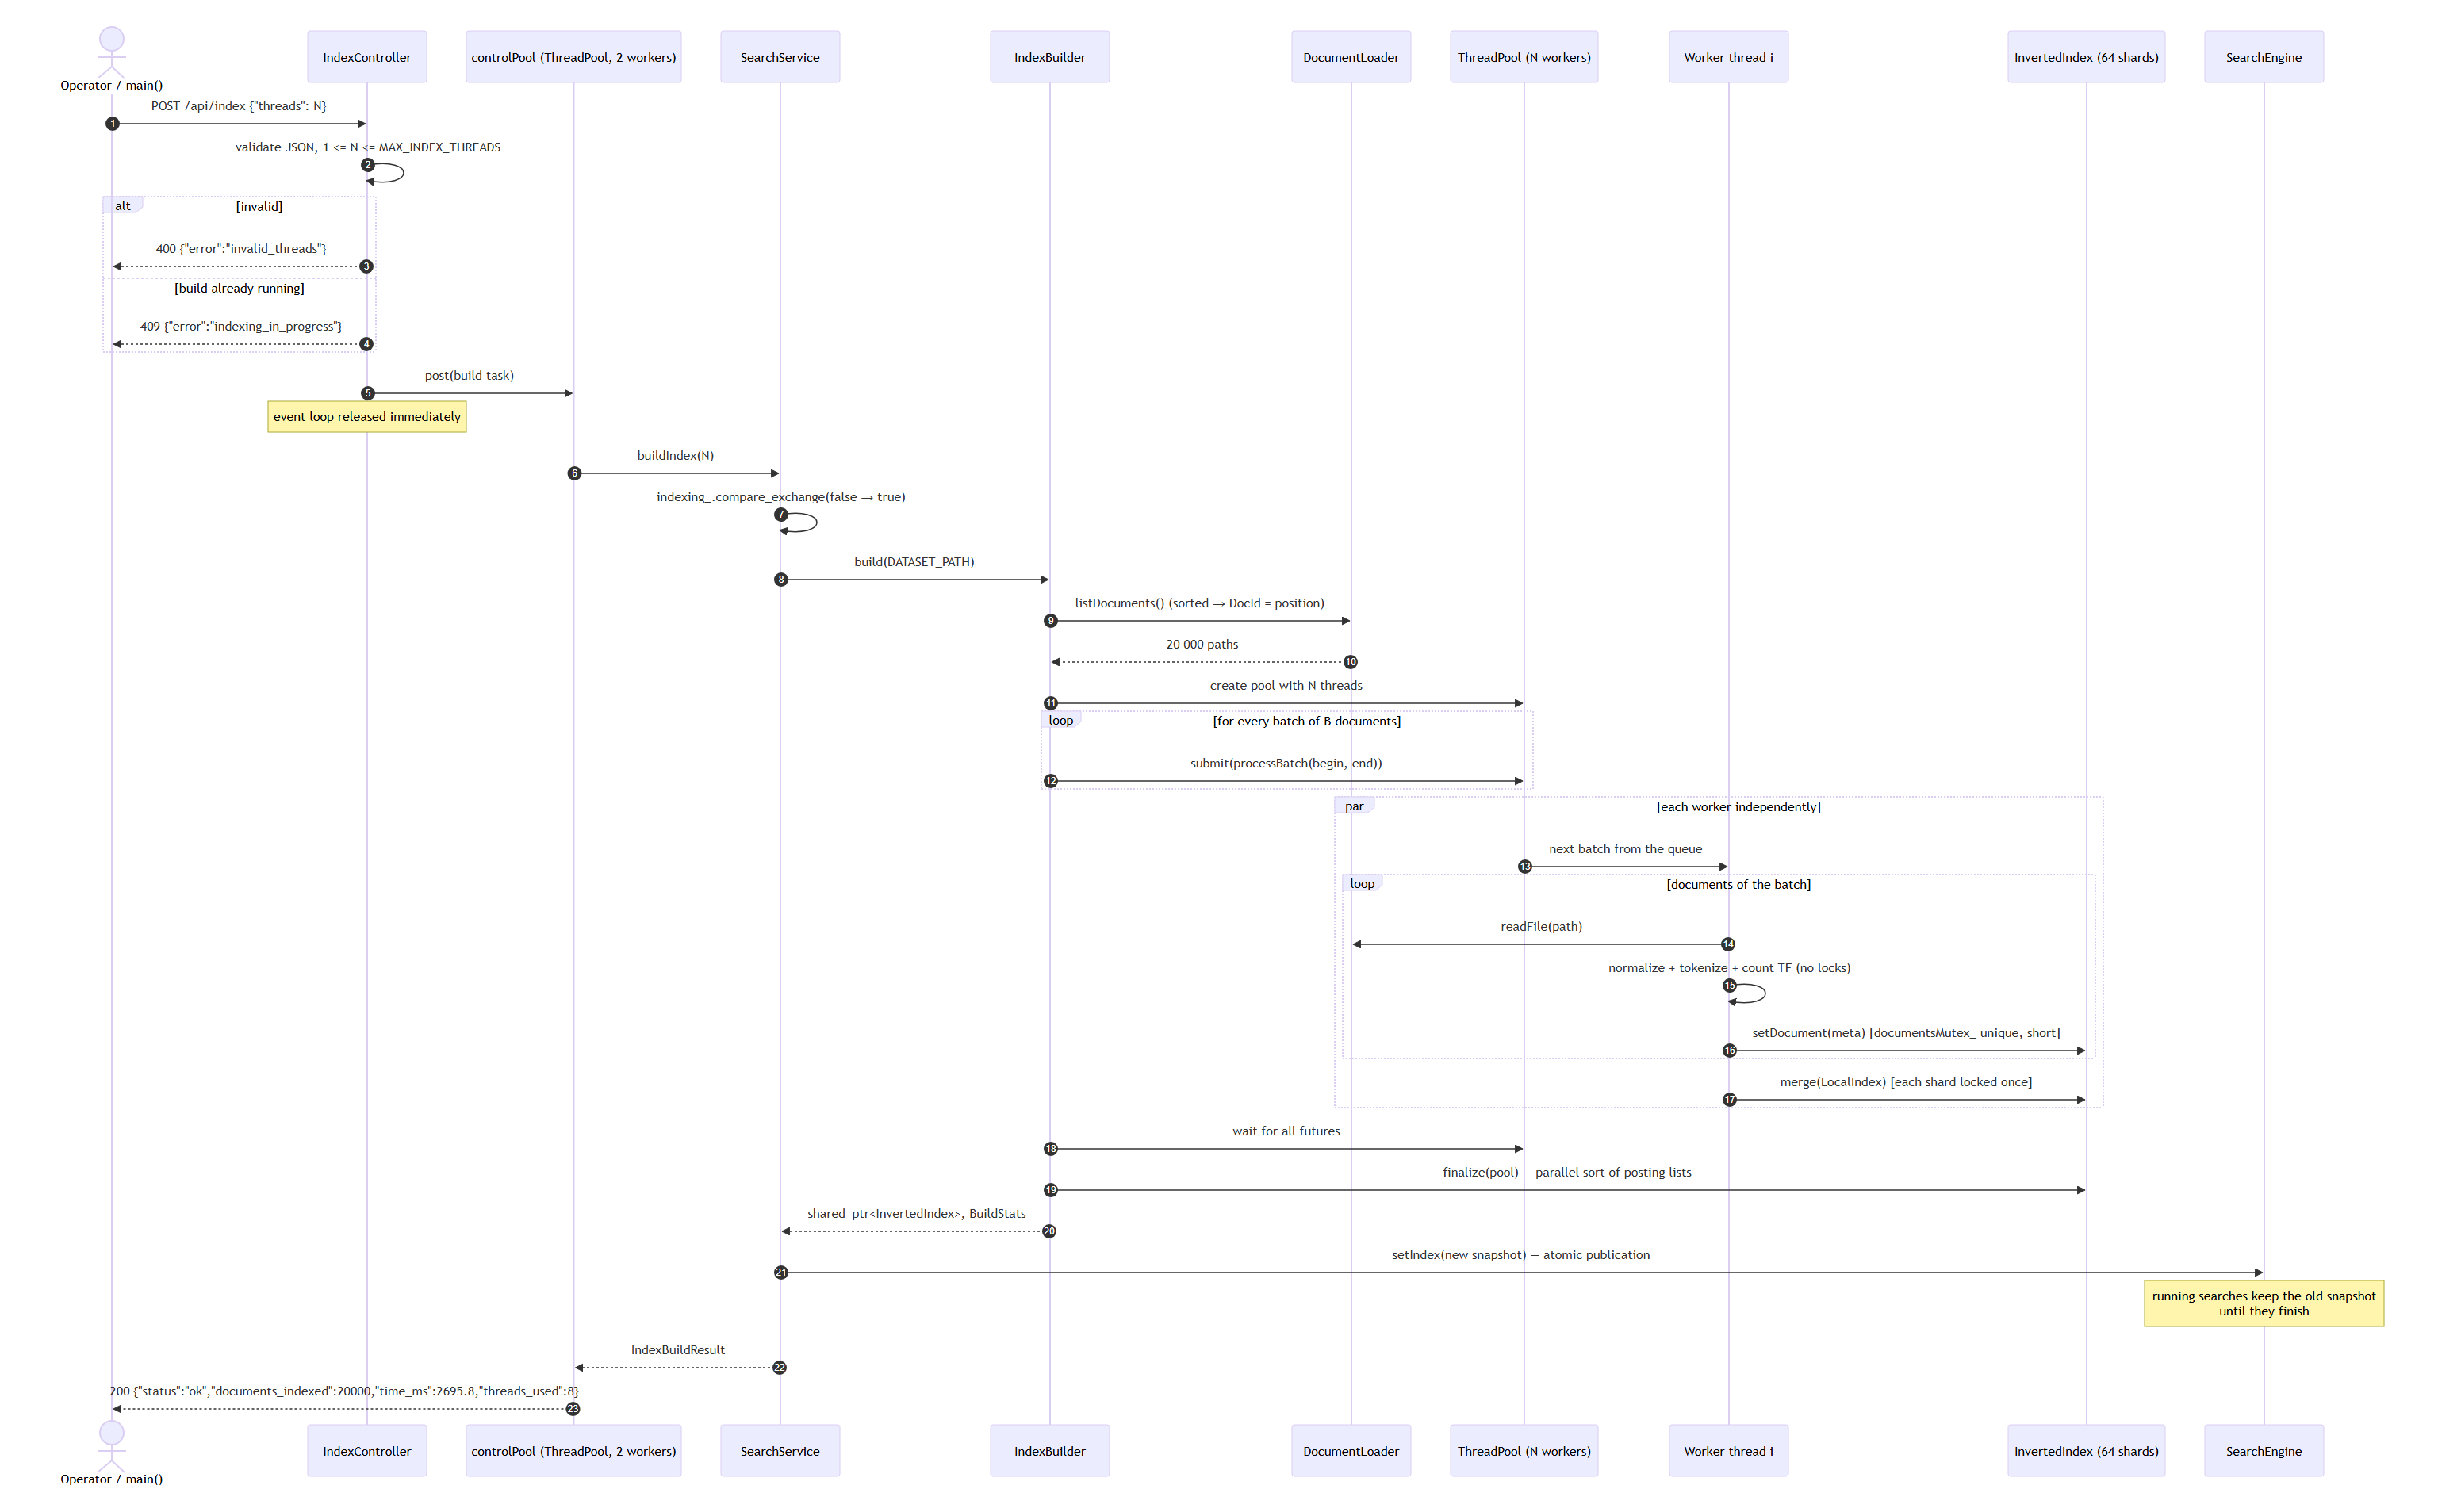 Operator / main()
IndexController
controlPool (ThreadPool, 2 workers)
SearchService
IndexBuilder
DocumentLoader
ThreadPool (N workers)
Worker thread i
InvertedIndex (64 shards)
SearchEngine
POST /api/index {"threads": N}
1
validate JSON, 1 <= N <= MAX_INDEX_THREADS
2
alt
[invalid]
400 {"error":"invalid_threads"}
3
[build already running]
409 {"error":"indexing_in_progress"}
4
post(build task)
5
event loop released immediately
buildIndex(N)
6
indexing_.compare_exchange(false → true)
7
build(DATASET_PATH)
8
listDocuments() (sorted → DocId = position)
9
20 000 paths
10
create pool with N threads
11
loop
[for every batch of B documents]
submit(processBatch(begin, end))
12
par
[each worker independently]
next batch from the queue
13
loop
[documents of the batch]
readFile(path)
14
normalize + tokenize + count TF (no locks)
15
setDocument(meta) [documentsMutex_ unique, short]
16
merge(LocalIndex) [each shard locked once]
17
wait for all futures
18
finalize(pool) — parallel sort of posting lists
19
shared_ptr<InvertedIndex>, BuildStats
20
setIndex(new snapshot) — atomic publication
21
running searches keep the old snapshot
until they finish
IndexBuildResult
22
200 {"status":"ok","documents_indexed":20000,"time_ms":2695.8,"threads_used":8}
23
Operator / main()
IndexController
controlPool (ThreadPool, 2 workers)
SearchService
IndexBuilder
DocumentLoader
ThreadPool (N workers)
Worker thread i
InvertedIndex (64 shards)
SearchEngine